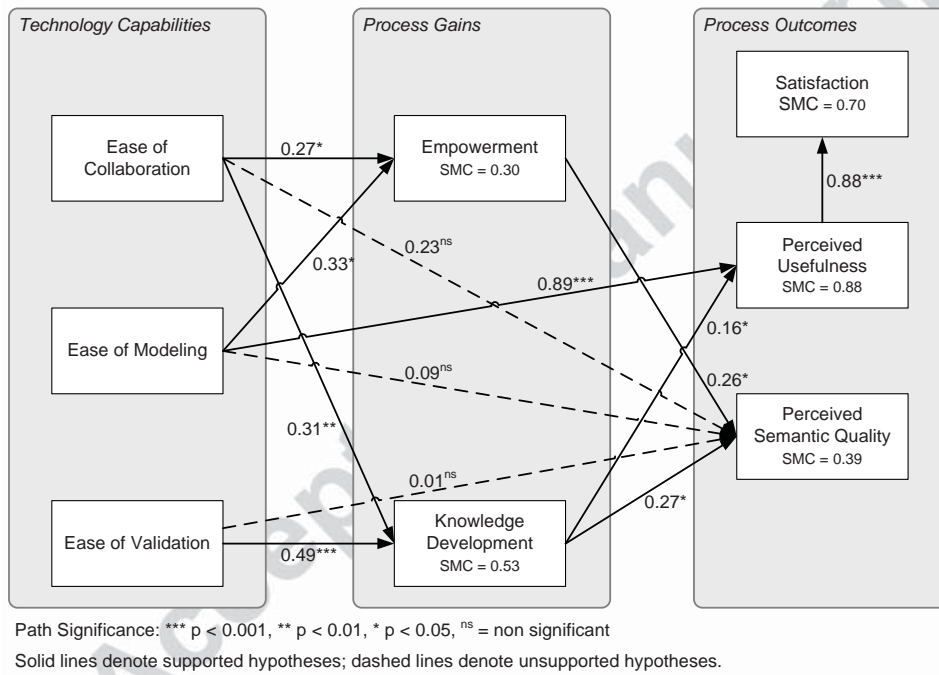 Technology Capabilities
Process Gains
Process Outcomes
Satisfaction
SMC = 0.70
Ease of
Collaboration
0.27*
Empowerment
SMC = 0.30
0.88***
0.23ns
Perceived
Usefulness
SMC = 0.88
0.33*
0.89***
Ease of Modeling
0.16*
0.09ns
0.26*
Perceived
Semantic Quality
SMC = 0.39
0.31**
0.01ns
0.27*
Ease of Validation
0.49***
Knowledge
Development
SMC = 0.53
Path Significance: *** p < 0.001, ** p < 0.01, * p < 0.05, ns = non significant
Solid lines denote supported hypotheses; dashed lines denote unsupported hypotheses.